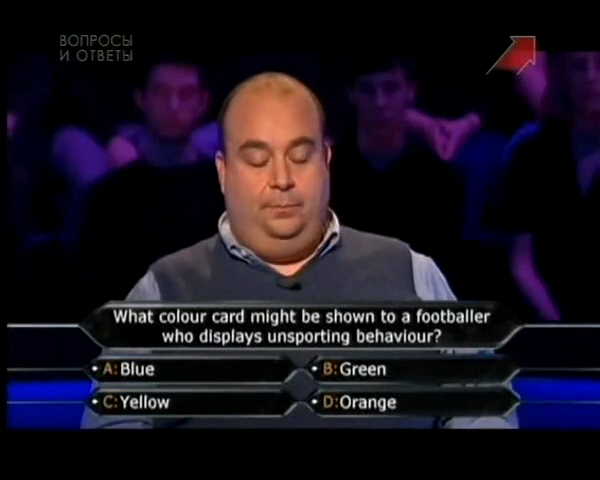 ВОПРОСЫ
И ОТВЕТЫ
What colour card might be shown to a footballer
who displays unsporting behaviour?
A: Blue
B: Green
C: Yellow
D: Orange